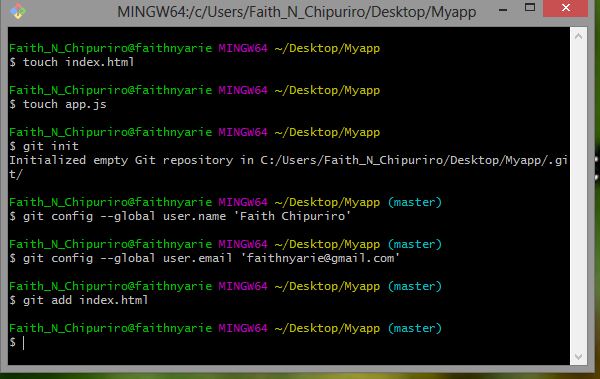 MINGW64:/c/Users/Faith_N_Chipuriro/Desktop/Myapp
Faith_N_Chipuriro@faithnyarie MINGW64 ~/Desktop/Myapp
$ touch index.html
Faith_N_Chipuriro@faithnyarie MINGW64 ~/Desktop/Myapp
$ touch app.js
Faith_N_Chipuriro@faithnyarie MINGW64 ~/Desktop/Myapp
$ git init
Initialized empty Git repository in C:/Users/Faith_N_Chipuriro/Desktop/Myapp/.gi
t/
Faith_N_Chipuriro@faithnyarie MINGW64 ~/Desktop/Myapp (master)
$ git config --global user.name 'Faith Chipuriro'
Faith_N_Chipuriro@faithnyarie MINGW64 ~/Desktop/Myapp (master)
$ git config --global user.email 'faithnyarie@gmail.com'
Faith_N_Chipuriro@faithnyarie MINGW64 ~/Desktop/Myapp (master)
$ git add index.html
Faith_N_Chipuriro@faithnyarie MINGW64 ~/Desktop/Myapp (master)
$